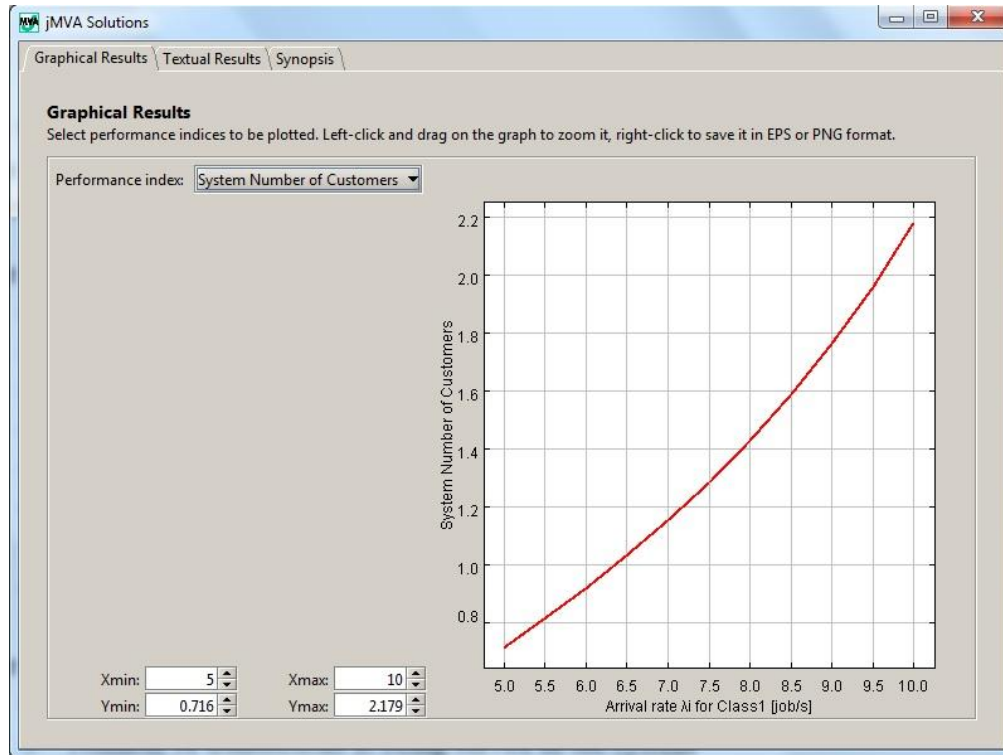 MVA jMVA Solutions
Graphical Results Textual Results Synopsis
Graphical Results
Select performance indices to be plotted. Left-click and drag on the graph to zoom it, right-click to save it in EPS or PNG format.
Performance index: System Number of Customers
2.2
2.0
1.8
1.6
1.4
1.2
1.0
0.8
System Number of Customers
5.0 5.5 6.0 6.5 7.0 7.5 8.0 8.5 9.0 9.5 10.0
Arrival rate λi for Class1 [job/s]
Xmin: 5 Xmax: 10
Ymin: 0.716 Ymax: 2.179